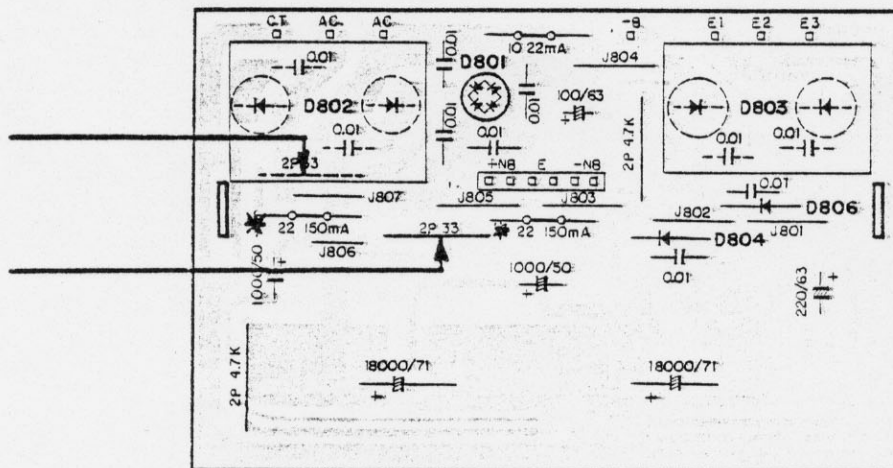 C.T. AC AC -B E1 E2 E3
0.01 0.01 10 22mA J804
D801
D802 0.01 100/63 D803
0.01 2P 4.7K
0.01 0.01 0.01 0.01
2P 33 +N8 E -N8
J807 J805 J803 0.01 D806
22 150mA 22 150mA J802 J801
2P 33 D804
J806
1000/50 + 1000/50 + 0.01 220/63 +
2P 4.7K
18000/71 18000/71
+ +